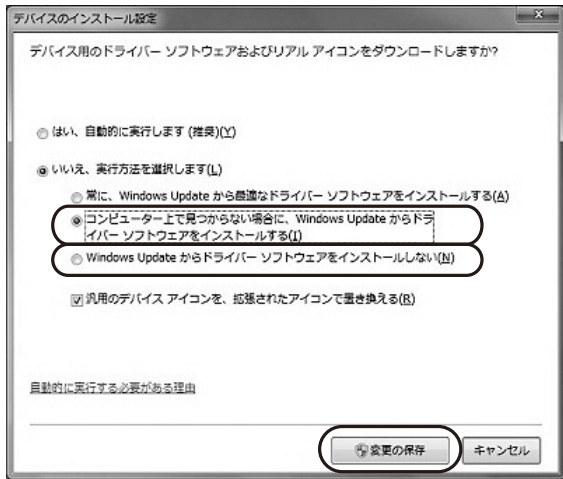 デバイスのインストール設定
デバイス用のドライバー ソフトウェアおよびリアル アイコンをダウンロードしますか?
はい、自動的に実行します (推奨)(Y)
いいえ、実行方法を選択します(L)
常に、Windows Update から最適なドライバー ソフトウェアをインストールする(A)
コンピューター上で見つからない場合に、Windows Update からドラ
イバー ソフトウェアをインストールする(I)
Windows Update からドライバー ソフトウェアをインストールしない(N)
汎用のデバイス アイコンを、拡張されたアイコンで置き換える(R)
自動的に実行する必要がある理由
変更の保存 キャンセル